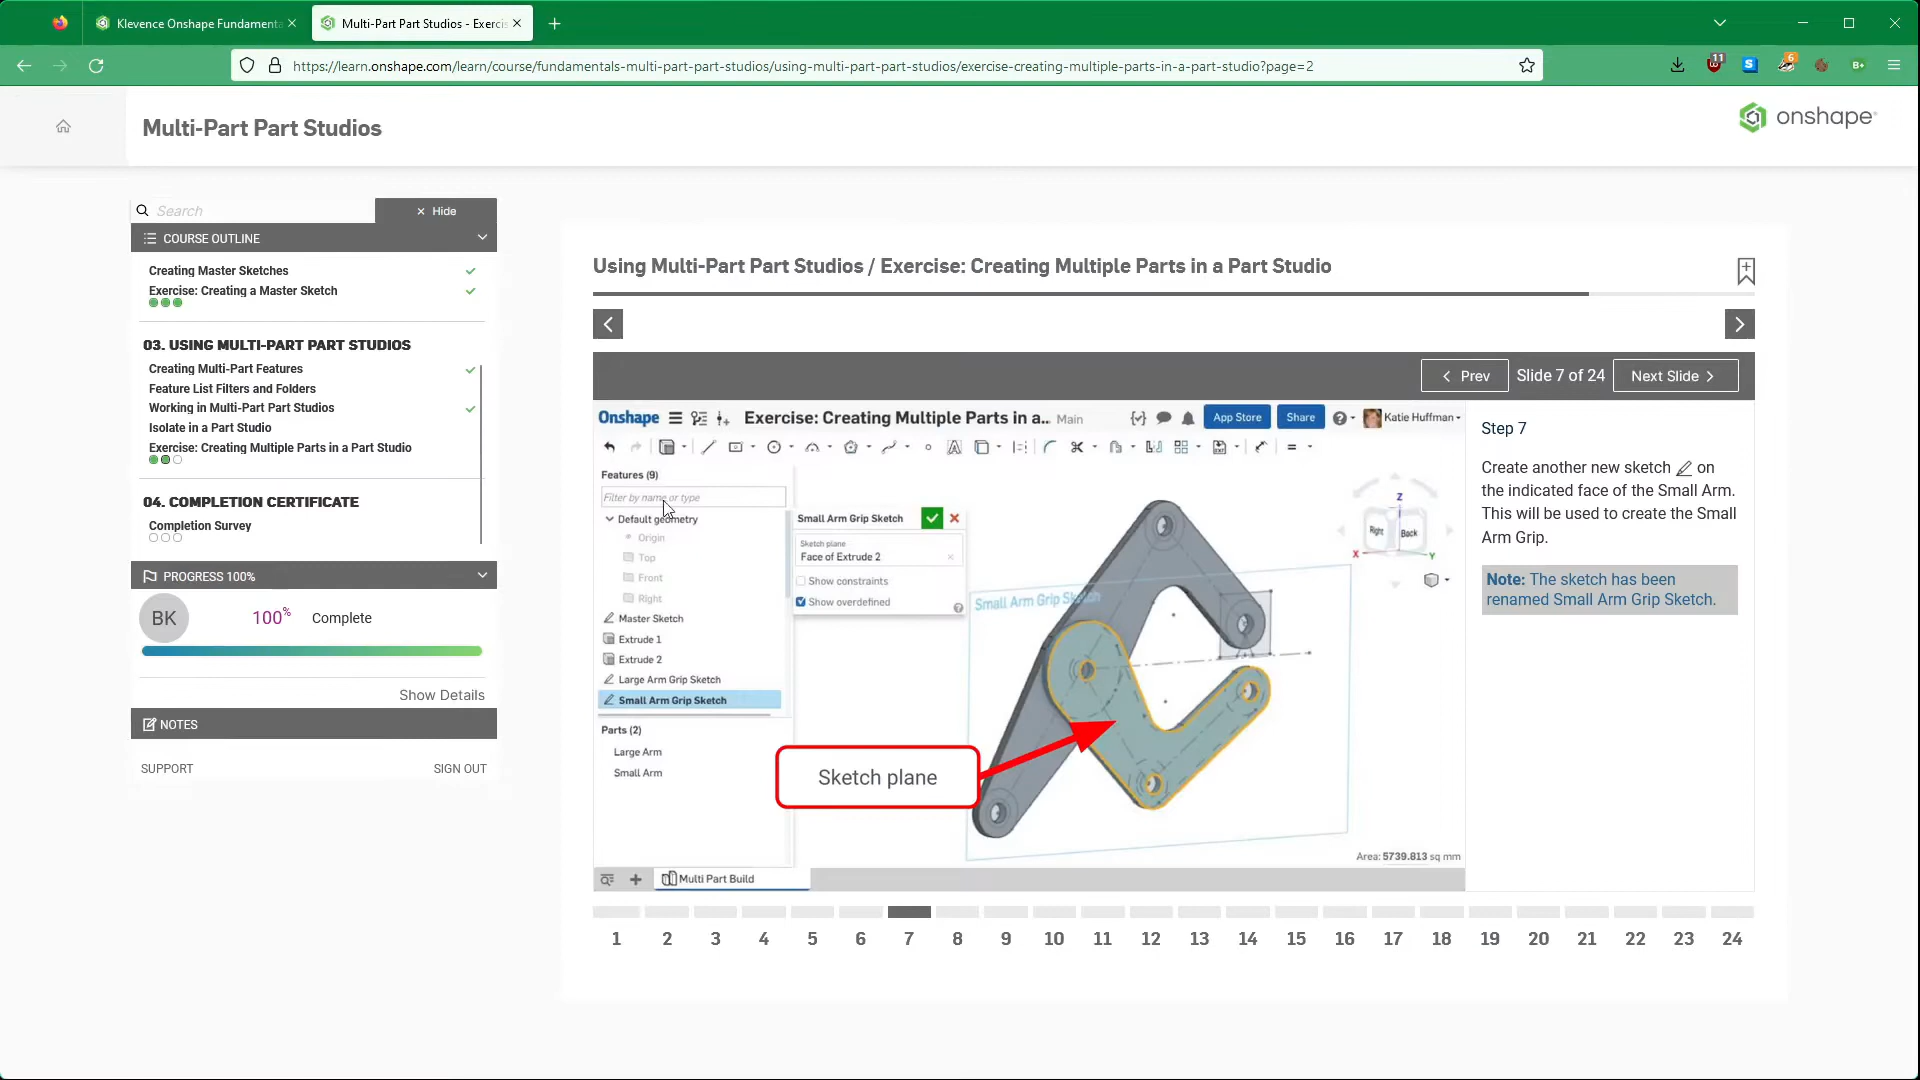 Klevence Onshape Fundamenta
Multi-Part Part Studios - Exercis
https://learn.onshape.com/learn/course/fundamentals-multi-part-part-studios/using-multi-part-part-studios/exercise-creating-multiple-parts-in-a-part-studio?page=2
11
S
6
B+
Multi-Part Part Studios
onshape
Search
Hide
COURSE OUTLINE
Creating Master Sketches
Exercise: Creating a Master Sketch
03. USING MULTI-PART PART STUDIOS
Creating Multi-Part Features
Feature List Filters and Folders
Working in Multi-Part Part Studios
Isolate in a Part Studio
Exercise: Creating Multiple Parts in a Part Studio
04. COMPLETION CERTIFICATE
Completion Survey
PROGRESS 100%
BK
100%
Complete
Show Details
NOTES
SUPPORT
SIGN OUT
Using Multi-Part Part Studios / Exercise: Creating Multiple Parts in a Part Studio
Prev
Slide 7 of 24
Next Slide
Onshape
Exercise: Creating Multiple Parts in a...
Main
App Store
Share
Katie Huffman
Features (9)
Filter by name or type
Default geometry
Origin
Top
Front
Right
Master Sketch
Extrude 1
Extrude 2
Large Arm Grip Sketch
Small Arm Grip Sketch
Parts (2)
Large Arm
Small Arm
Small Arm Grip Sketch
Sketch plane
Face of Extrude 2
Show constraints
Show overdefined
Small Arm Grip Sketch
Z
Right
Back
X
Y
Sketch plane
Area: 5739.813 sq mm
Multi Part Build
Step 7
Create another new sketch on
the indicated face of the Small Arm.
This will be used to create the Small
Arm Grip.
Note: The sketch has been
renamed Small Arm Grip Sketch.
1 2 3 4 5 6 7 8 9 10 11 12 13 14 15 16 17 18 19 20 21 22 23 24